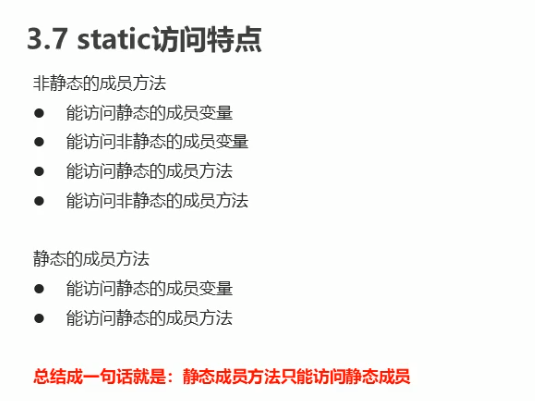 3.7 static访问特点
非静态的成员方法
● 能访问静态的成员变量
● 能访问非静态的成员变量
● 能访问静态的成员方法
● 能访问非静态的成员方法
静态的成员方法
● 能访问静态的成员变量
● 能访问静态的成员方法
总结成一句话就是：静态成员方法只能访问静态成员